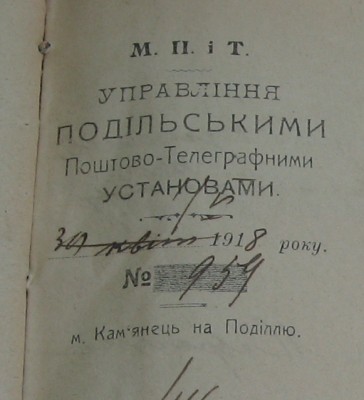 М. П. і Т.
УПРАВЛІННЯ
ПОДІЛЬСЬКИМИ
Поштово-Телеграфними
УСТАНОВАМИ.
30 квіт 1918 року.
№ 959
м. Кам'янець на Поділлю.